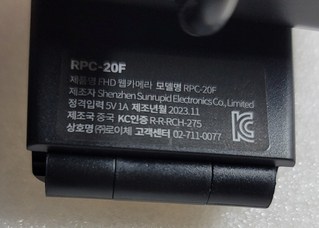 RPC-20F
제품명 FHD 웹카메라 모델명 RPC-20F
제조자 Shenzhen Sunrupid Electronics Co., Limited
정격입력 5V 1A 제조년월 2023.11
제조국 중국 KC인증 R-R-RCH-275
상호명 (주)로이체 고객센터 02-711-0077